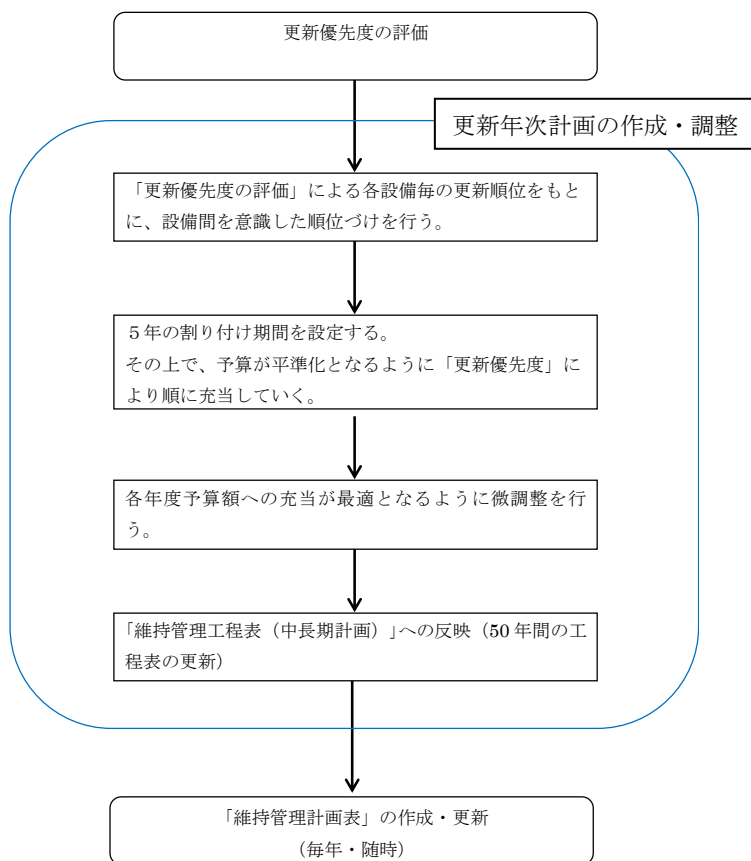 更新優先度の評価
更新年次計画の作成・調整
「更新優先度の評価」による各設備毎の更新順位をもと
に、設備間を意識した順位づけを行う。
５年の割り付け期間を設定する。
その上で、予算が平準化となるように「更新優先度」に
より順に充当していく。
各年度予算額への充当が最適となるように微調整を行
う。
「維持管理工程表（中長期計画）」への反映（50 年間の工
程表の更新）
「維持管理計画表」の作成・更新
（毎年・随時）